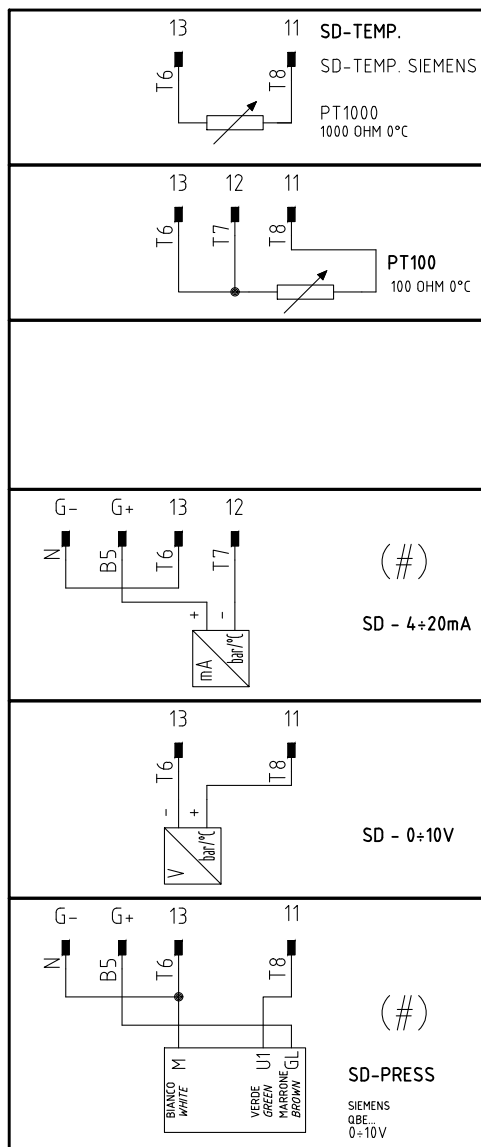 13 11 SD-TEMP.
T6 T8 SD-TEMP. SIEMENS
PT1000
1000 OHM 0°C
13 12 11
T6 T7 T8
PT100
100 OHM 0°C
G- G+ 13 12
N B5 T6 T7
(#)
+ -
mA bar/°C
SD - 4÷20mA
13 11
T6 T8
- +
V bar/°C
SD - 0÷10V
G- G+ 13 11
N B5 T6 T8
(#)
M U1 GL
BIANCO
WHITE
VERDE
GREEN
MARRONE
BROWN
SD-PRESS
SIEMENS
QBE...
0÷10V